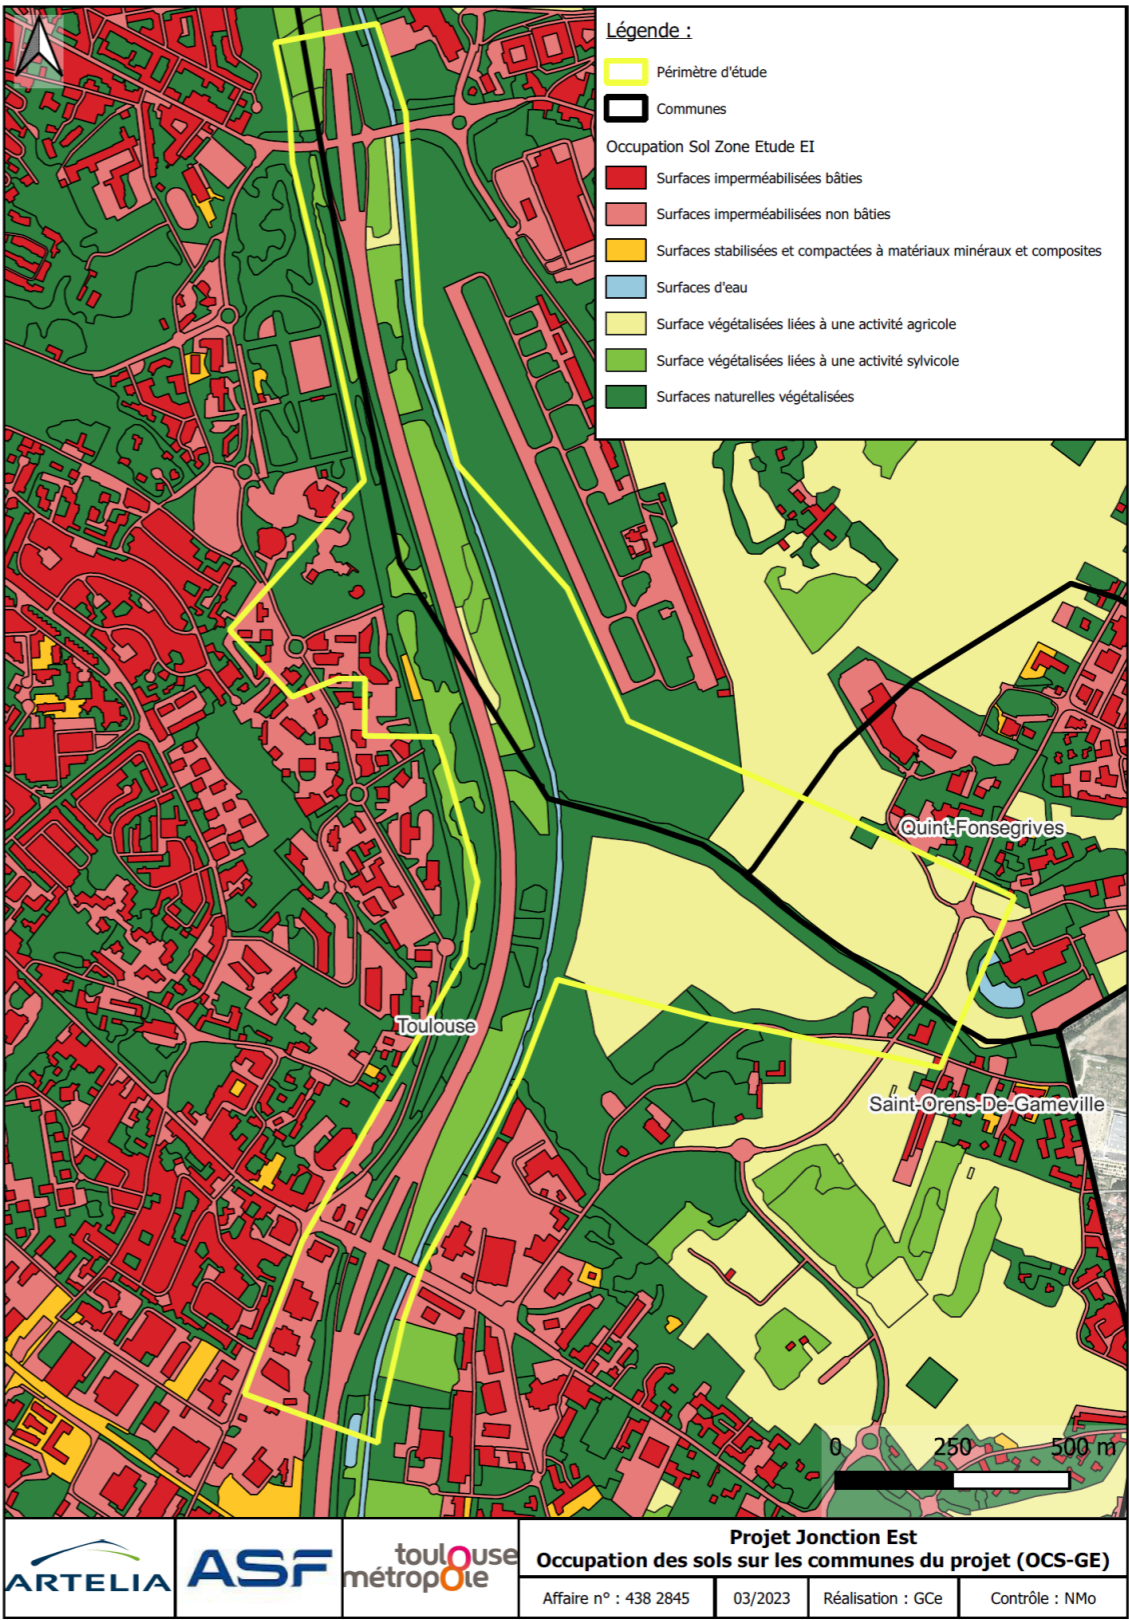 Légende :
Périmètre d'étude
Communes
Occupation Sol Zone Etude EI
Surfaces imperméabilisées bâties
Surfaces imperméabilisées non bâties
Surfaces stabilisées et compactées à matériaux minéraux et composites
Surfaces d'eau
Surface végétalisées liées à une activité agricole
Surface végétalisées liées à une activité sylvicole
Surfaces naturelles végétalisées
Quint-Fonsegrives
Toulouse
Saint-Orens-De-Gameville
0 250 500 m
ARTELIA
ASF
toulouse
métropole
Projet Jonction Est
Occupation des sols sur les communes du projet (OCS-GE)
Affaire n° : 438 2845
03/2023
Réalisation : GCe
Contrôle : NMo